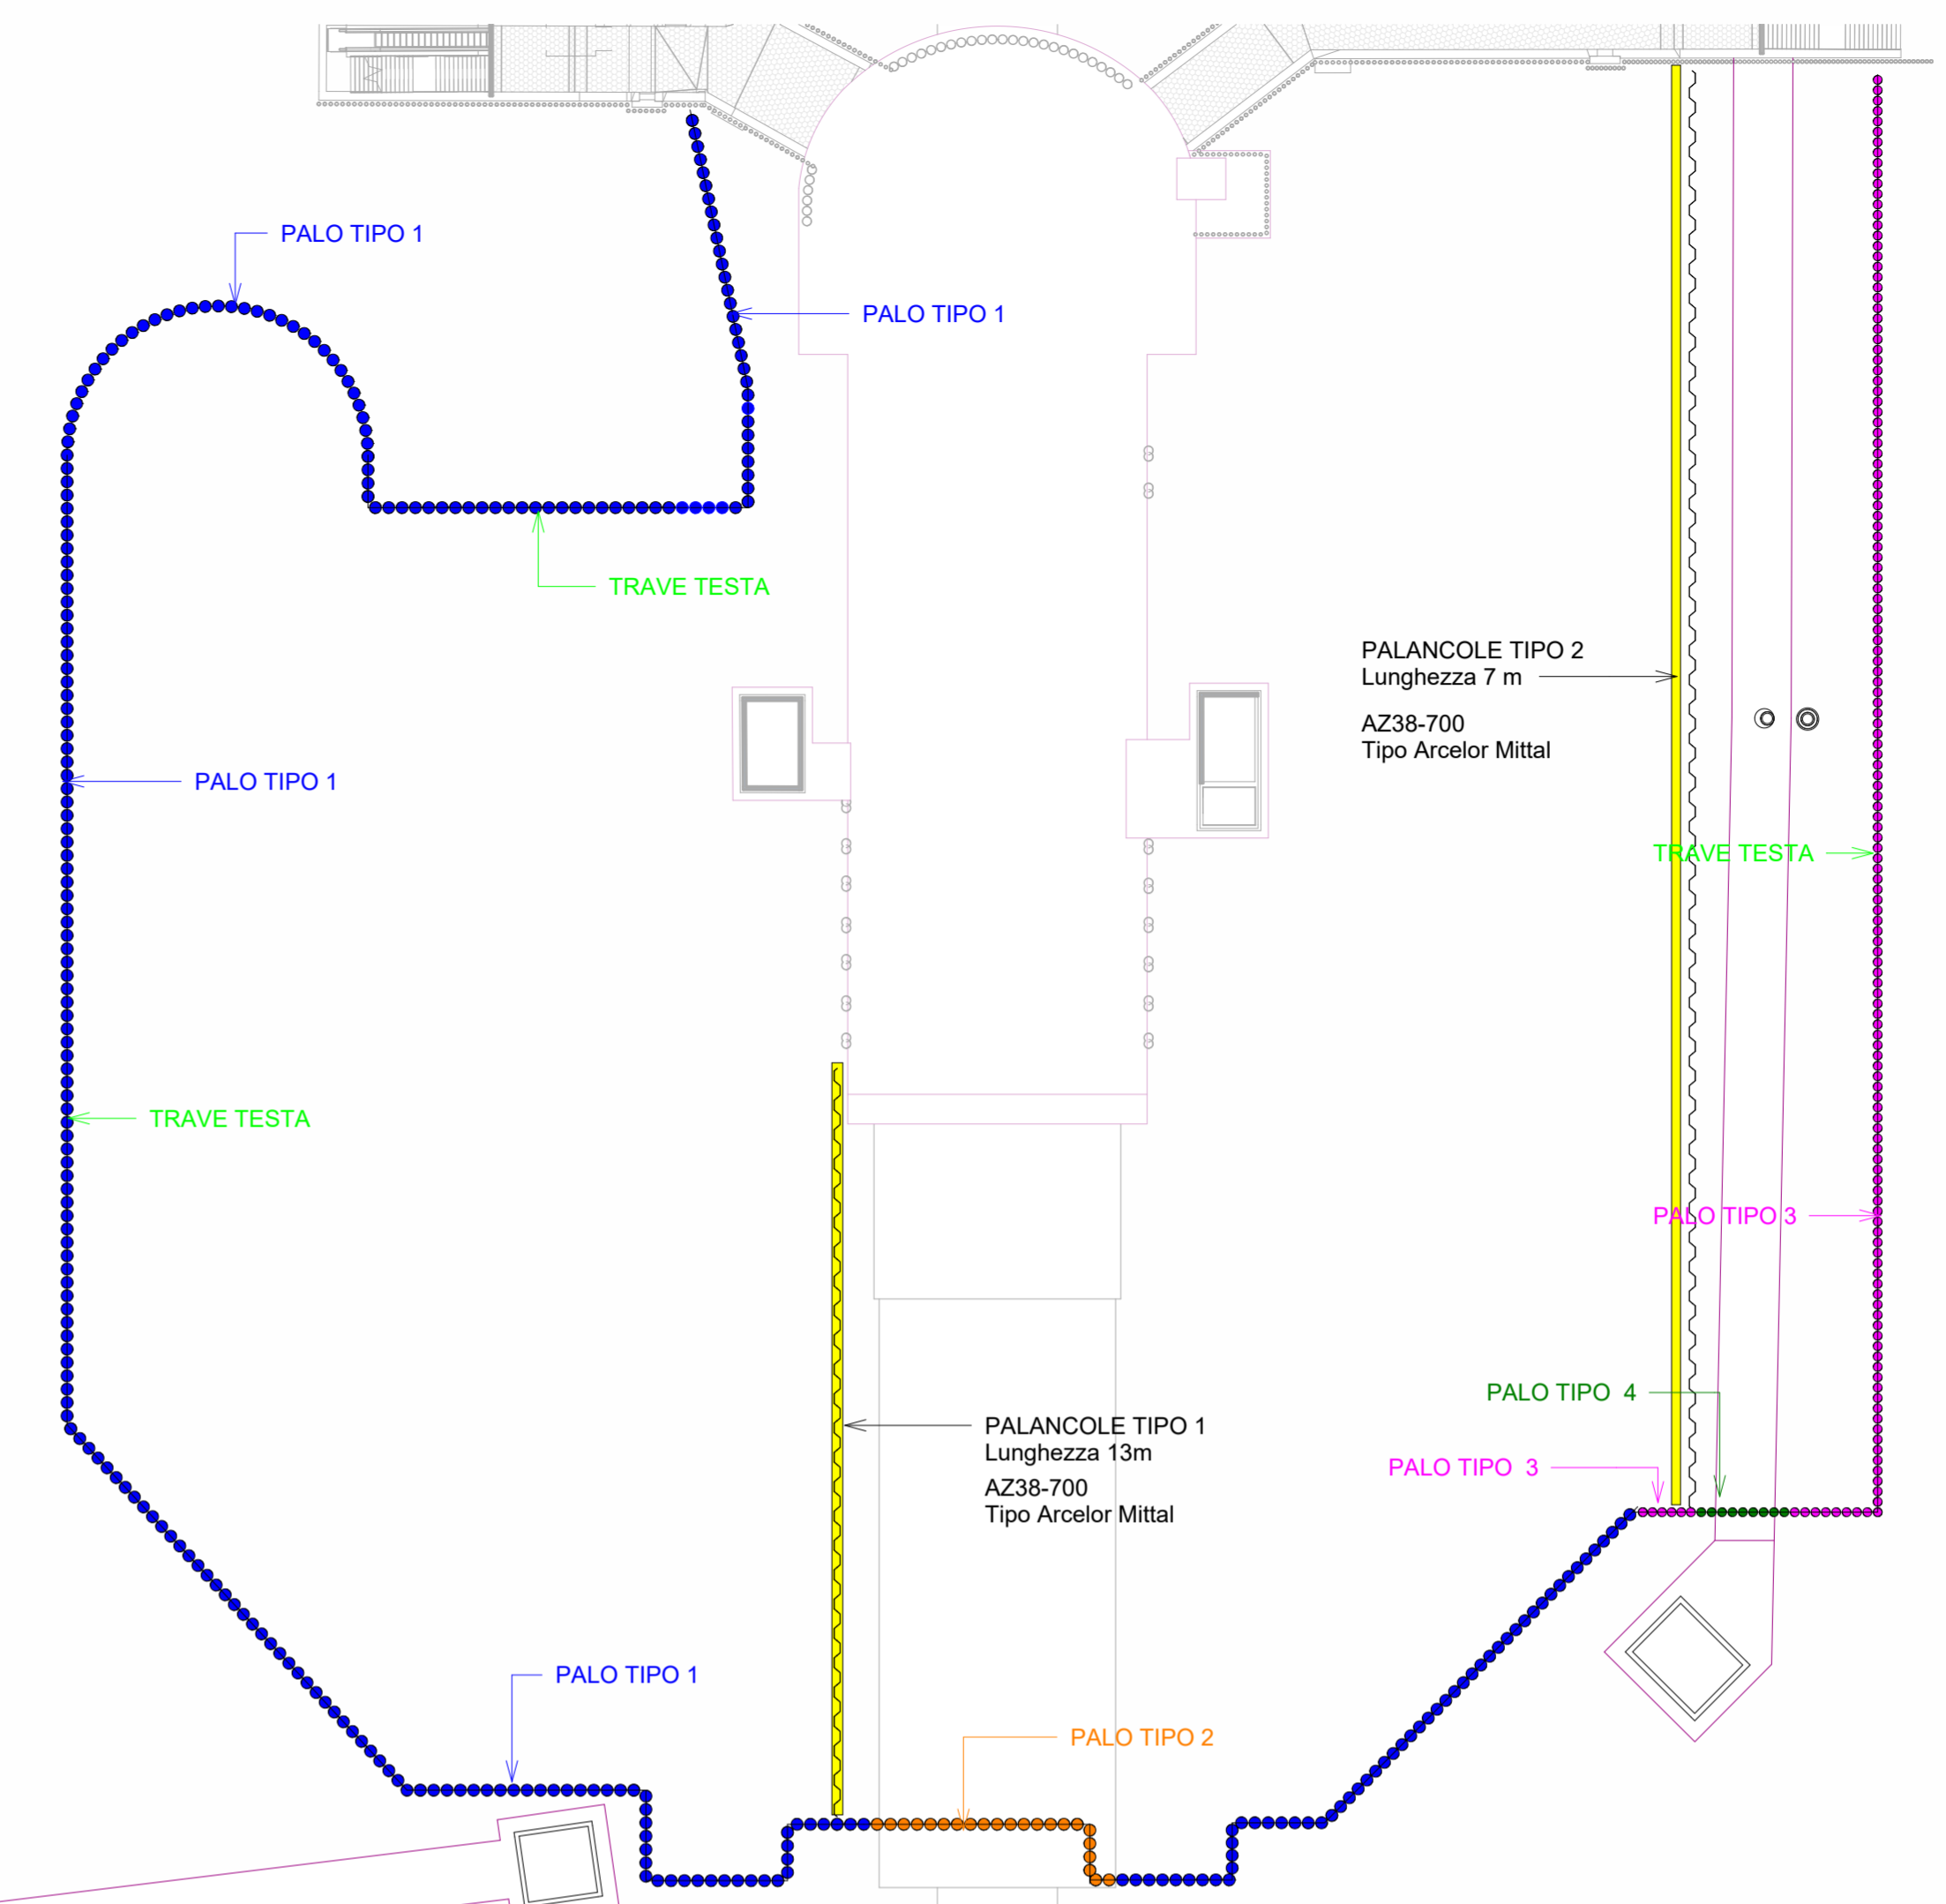 PALO TIPO 1
PALO TIPO 1
TRAVE TESTA
PALANCOLE TIPO 2
Lunghezza 7 m
AZ38-700
Tipo Arcelor Mittal
PALO TIPO 1
TRAVE TESTA
TRAVE TESTA
PALO TIPO 3
PALO TIPO 4
PALANCOLE TIPO 1
Lunghezza 13m
AZ38-700
Tipo Arcelor Mittal
PALO TIPO 3
PALO TIPO 1
PALO TIPO 2